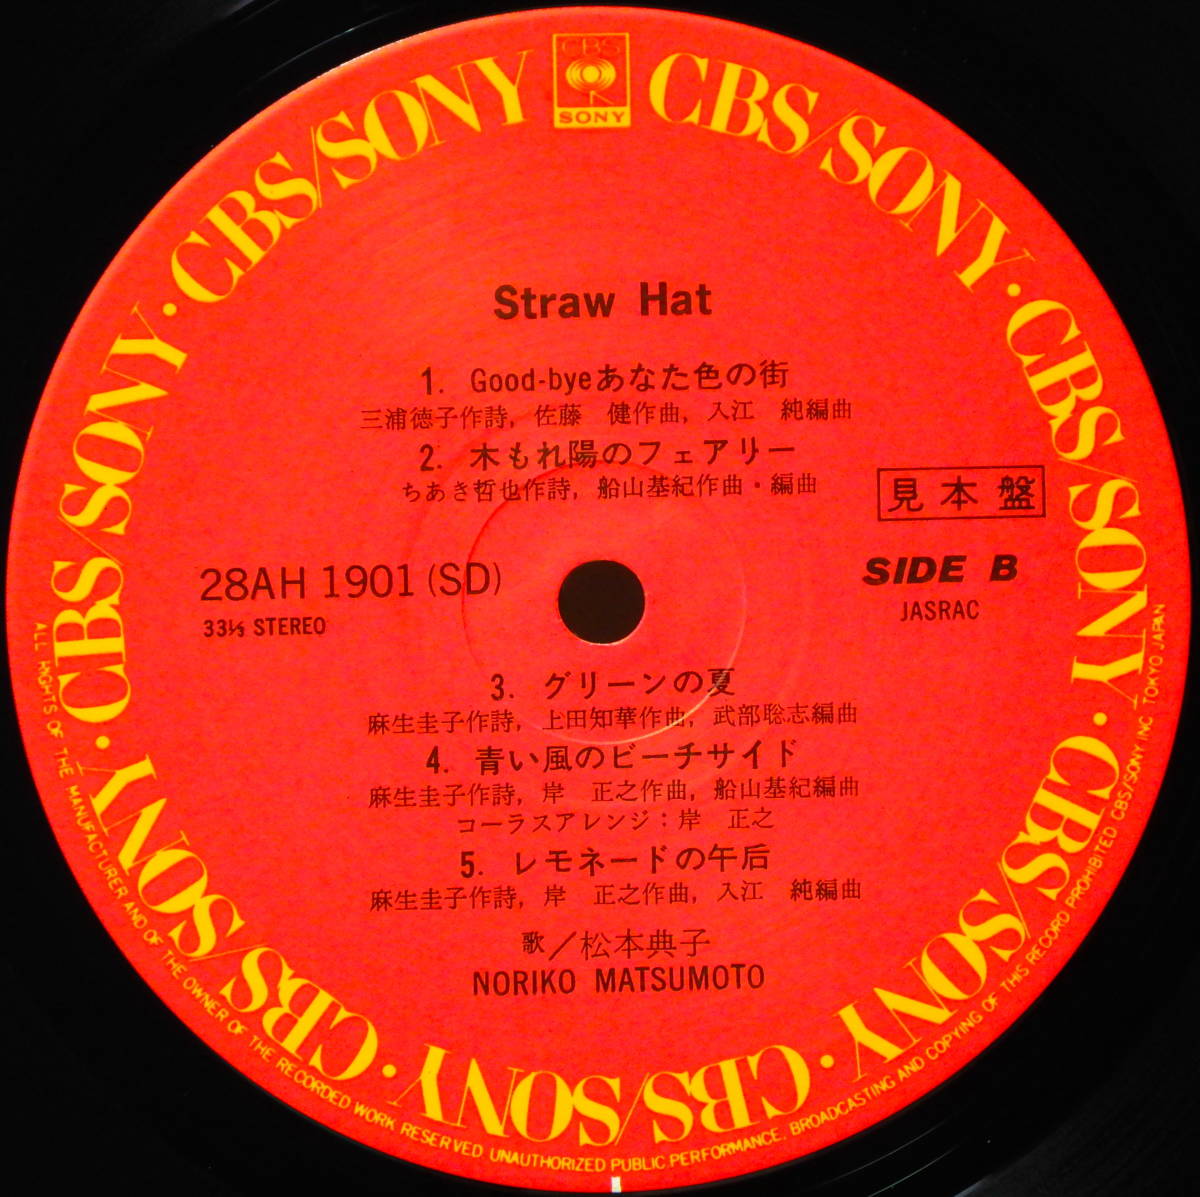 CBS/SONY · CBS/SONY · CBS/SONY · CBS/SONY · CBS/SONY · CBS/SONY · CBS/SONY · CBS/SONY
CBS
SONY
Straw Hat
1. Good-byeあなた色の街
三浦徳子作詩, 佐藤 健作曲, 入江 純編曲
2. 木もれ陽のフェアリー
ちあき哲也作詩, 船山基紀作曲・編曲
見本盤
28AH 1901 (SD)
SIDE B
33⅓ STEREO
JASRAC
3. グリーンの夏
麻生圭子作詩, 上田知華作曲, 武部聡志編曲
4. 青い風のビーチサイド
麻生圭子作詩, 岸 正之作曲, 船山基紀編曲
コーラスアレンジ：岸 正之
5. レモネードの午后
麻生圭子作詩, 岸 正之作曲, 入江 純編曲
歌／松本典子
NORIKO MATSUMOTO
ALL RIGHTS OF THE MANUFACTURER AND OF THE OWNER OF THE RECORDED WORK RESERVED UNAUTHORIZED PUBLIC PERFORMANCE, BROADCASTING AND COPYING OF THIS RECORD PROHIBITED CBS/SONY INC TOKYO JAPAN